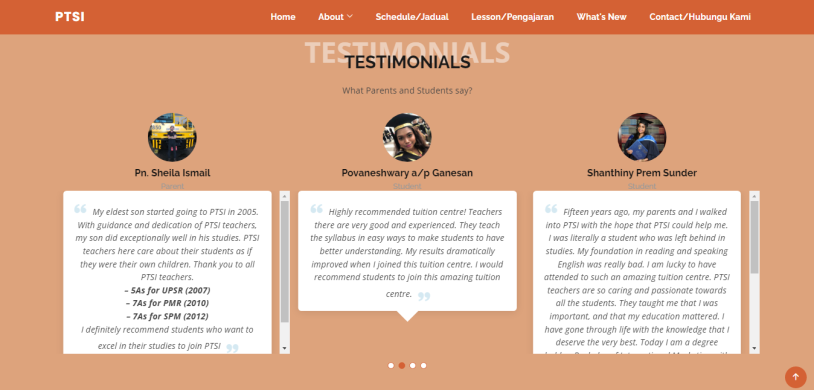 PTSI
Home About Schedule/Jadual Lesson/Pengajaran What's New Contact/Hubungi Kami
TESTIMONIALS
TESTIMONIALS
What Parents and Students say?
Pn. Sheila Ismail
Parent
“ My eldest son started going to PTSI in 2005.
With guidance and dedication of PTSI teachers,
my son did exceptionally well in his studies. PTSI
teachers here care about their students as if
they were their own children. Thank you to all
PTSI teachers.
– 5As for UPSR (2007)
– 7As for PMR (2010)
– 7As for SPM (2012)
I definitely recommend students who want to
excel in their studies to join PTSI ”
Povaneshwary a/p Ganesan
Student
“ Highly recommended tuition centre! Teachers
there are very good and experienced. They teach
the syllabus in easy ways to make students to have
better understanding. My results dramatically
improved when I joined this tuition centre. I would
recommend students to join this amazing tuition
centre. ”
Shanthiny Prem Sunder
Student
“ Fifteen years ago, my parents and I walked
into PTSI with the hope that PTSI could help me.
I was literally a student who was left behind in
studies. My foundation in reading and speaking
English was really bad. I am lucky to have
attended to such an amazing tuition centre. PTSI
teachers are so caring and passionate towards
all the students. They taught me that I was
important, and that my education mattered. I
have gone through life with the knowledge that I
deserve the very best. Today I am a degree